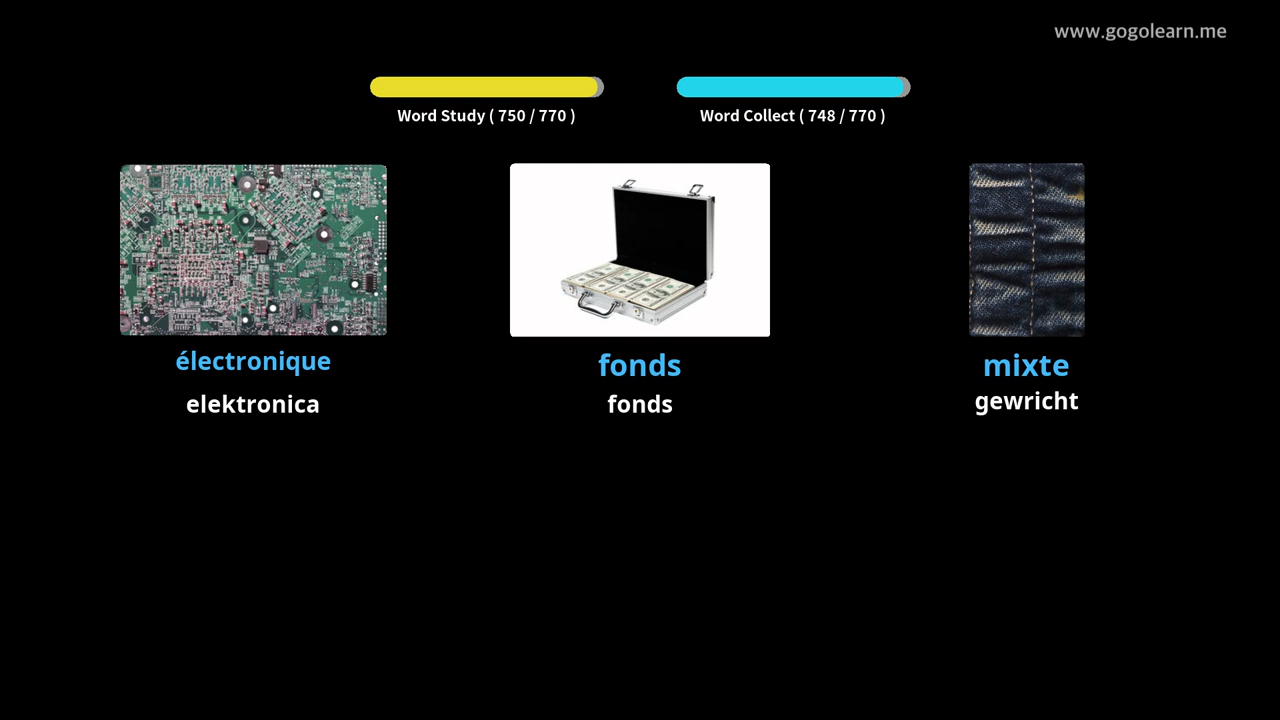 www.gogolearn.me
Word Study ( 750 / 770 )
Word Collect ( 748 / 770 )
électronique
fonds
mixte
elektronica
fonds
gewricht